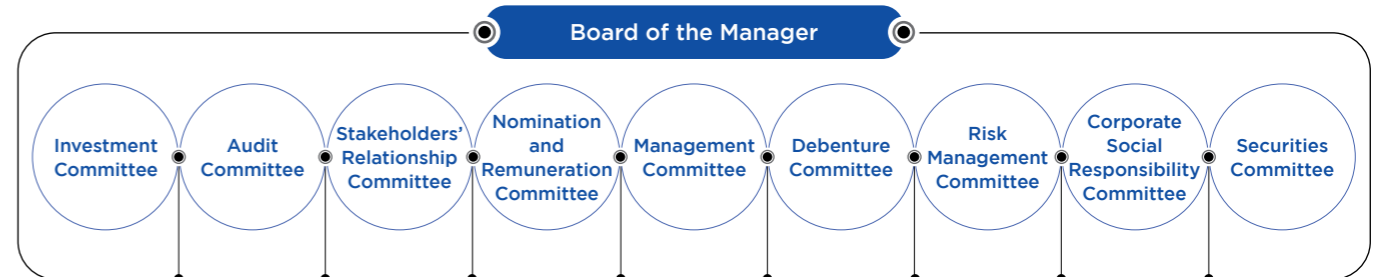 Board of the Manager
Investment
Committee
Audit
Committee
Stakeholders’
Relationship
Committee
Nomination
and
Remuneration
Committee
Management
Committee
Debenture
Committee
Risk
Management
Committee
Corporate
Social
Responsibility
Committee
Securities
Committee